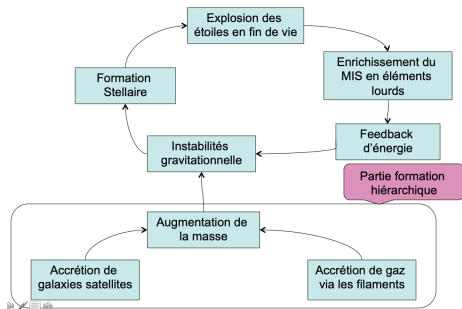 Explosion des
étoiles en fin de vie
Enrichissement du
MIS en éléments
lourds
Formation
Stellaire
Feedback
d'énergie
Instabilités
gravitationnelle
Partie formation
hiérarchique
Augmentation de
la masse
Accrétion de
galaxies satellites
Accrétion de gaz
via les filaments